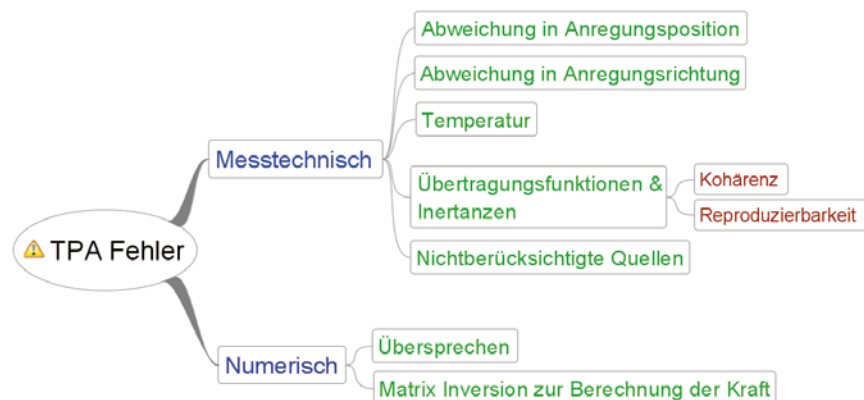 TPA Fehler
Messtechnisch
Abweichung in Anregungsposition
Abweichung in Anregungsrichtung
Temperatur
Übertragungsfunktionen &
Inertanzen
Kohärenz
Reproduzierbarkeit
Nichtberücksichtigte Quellen
Numerisch
Übersprechen
Matrix Inversion zur Berechnung der Kraft